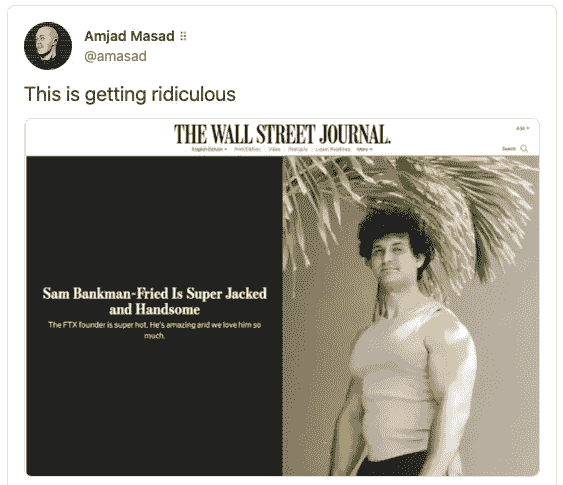 Amjad Masad
@amasad
This is getting ridiculous
THE WALL STREET JOURNAL.
English Edition Print Edition Video Podcasts Latest Headlines More
Search
Sam Bankman-Fried Is Super Jacked
and Handsome
The FTX founder is super hot. He's amazing and we love him so
much.